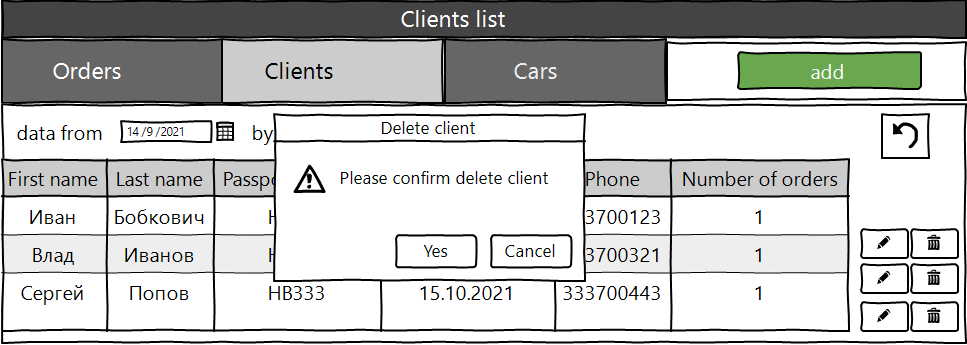 Clients list
Orders Clients Cars add
data from 14/9/2021 by
Delete client
Please confirm delete client
Yes Cancel
First name Last name Phone Number of orders
Иван Бобкович 3700123 1
Влад Иванов 3700321 1
Сергей Попов НВ333 15.10.2021 333700443 1